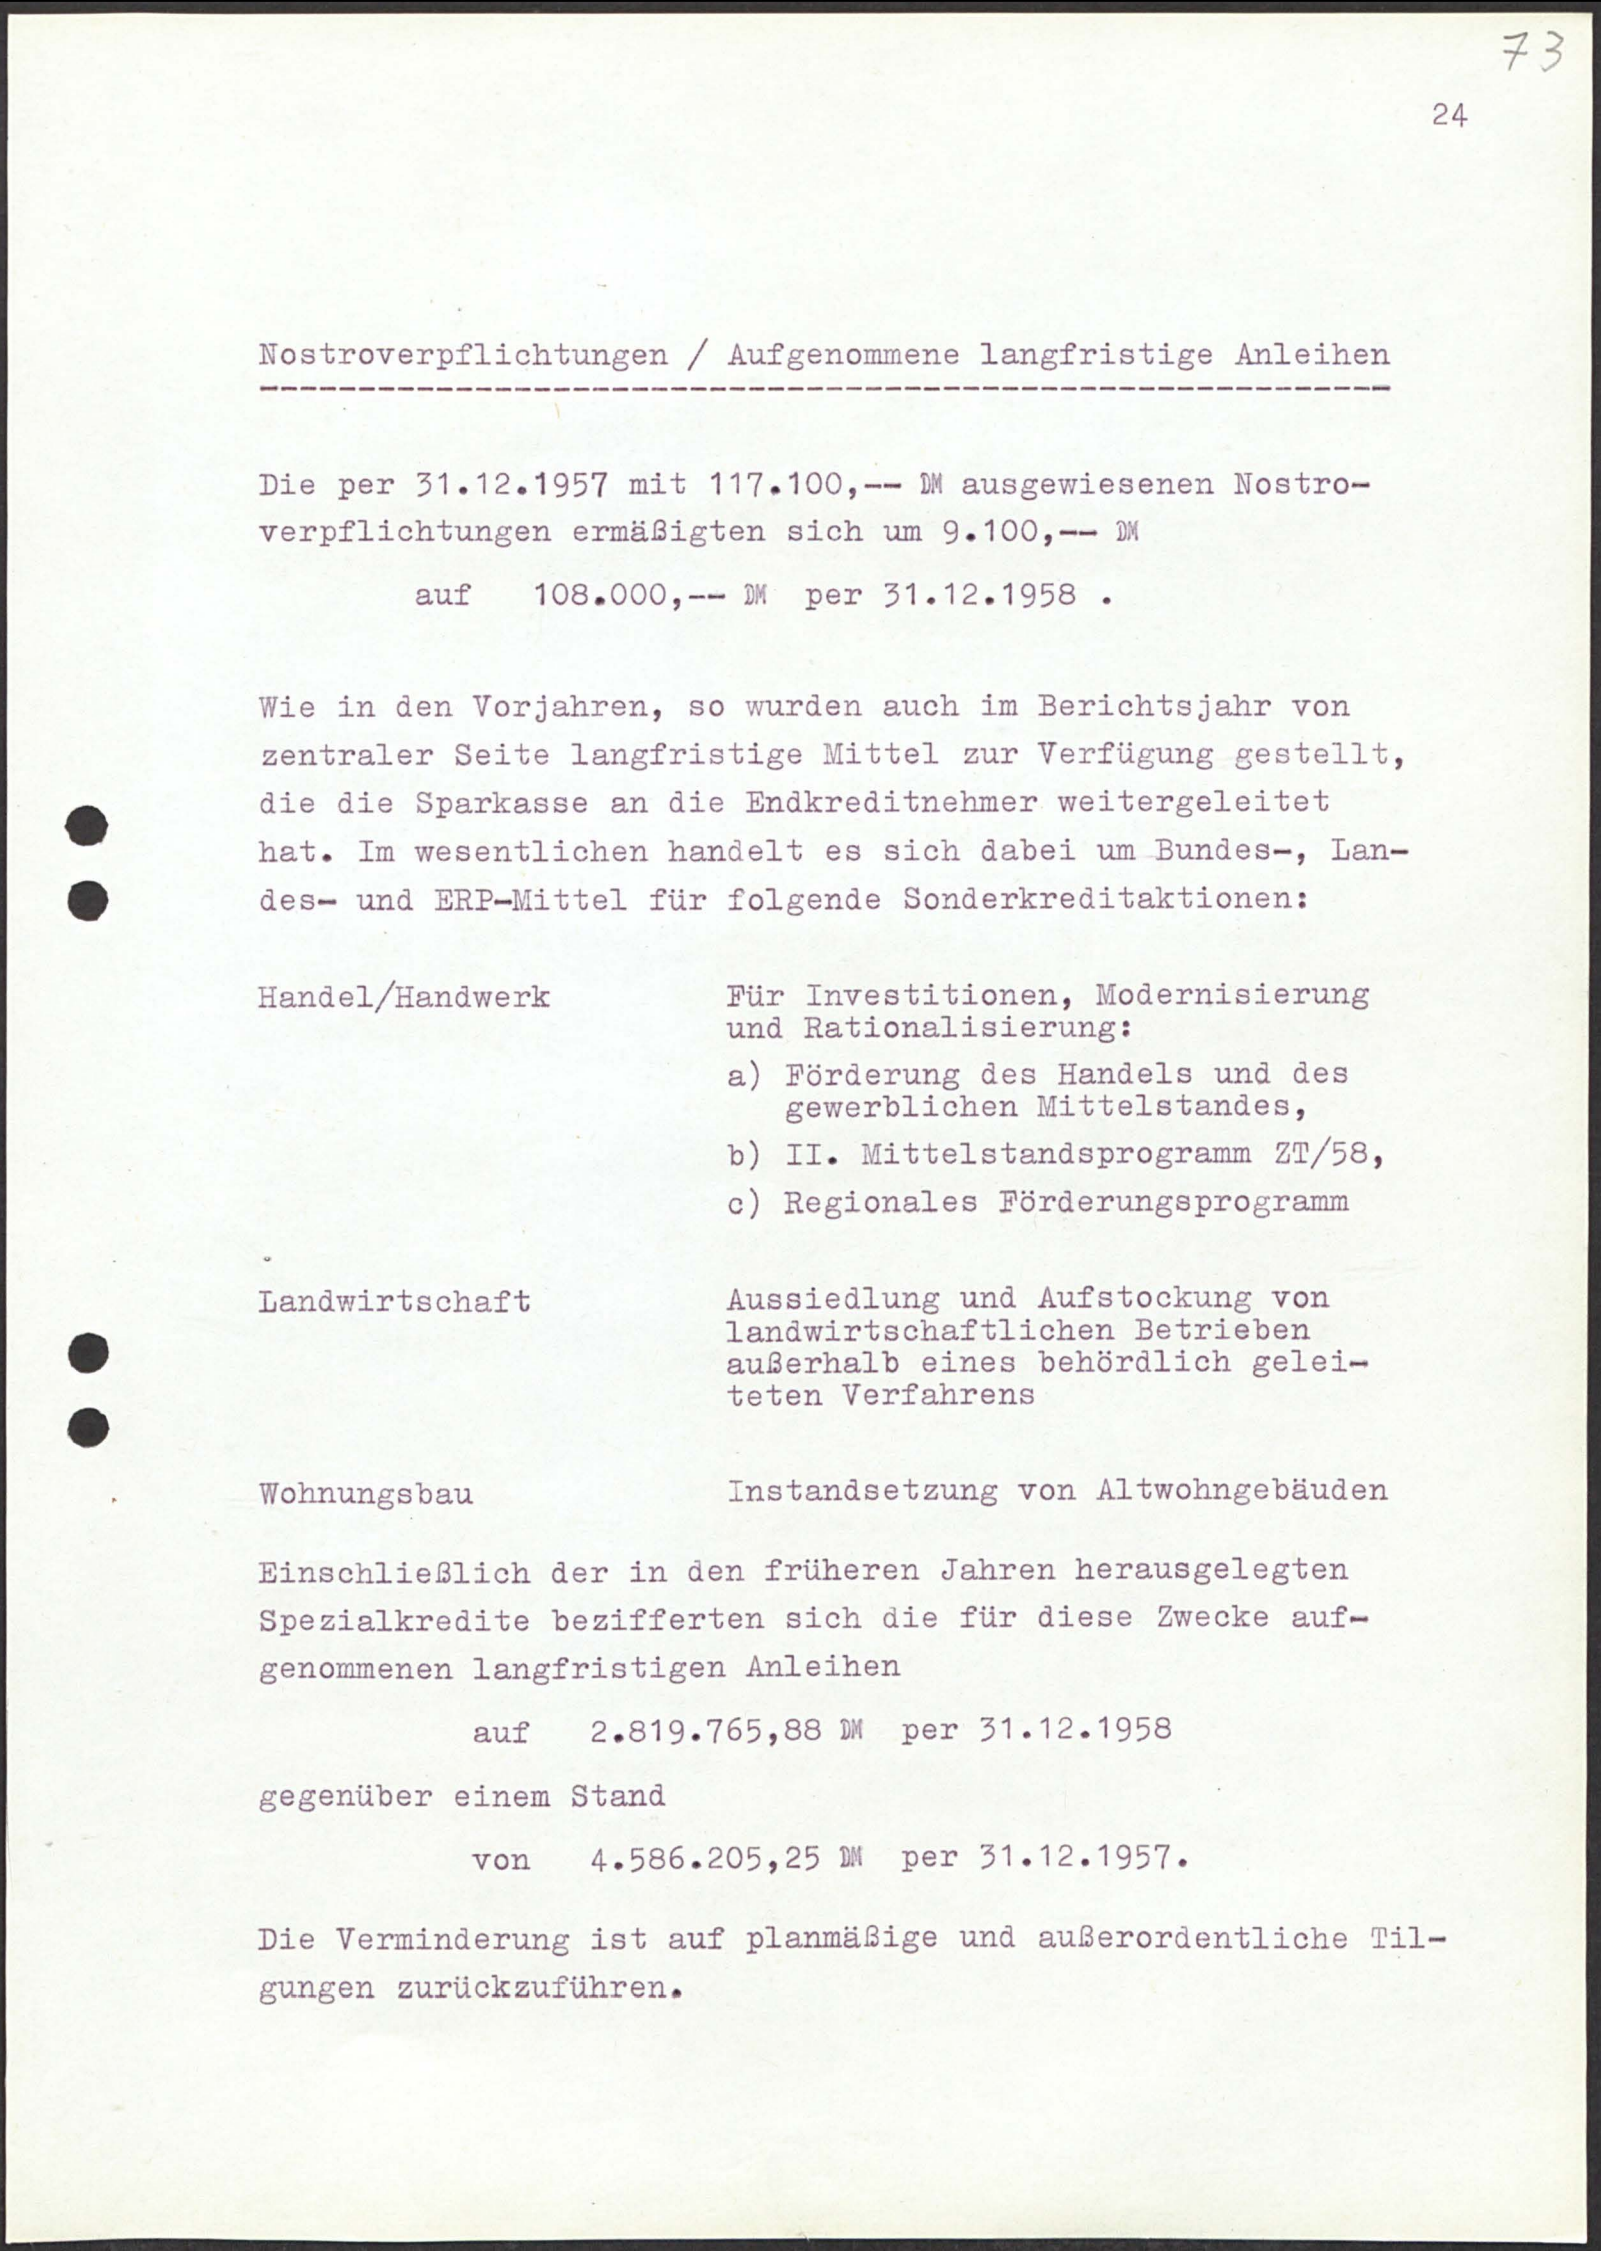 73
24
Nostroverpflichtungen / Aufgenommene langfristige Anleihen
Die per 31.12.1957 mit 117.100,-- DM ausgewiesenen Nostro-
verpflichtungen ermäßigten sich um 9.100,-- DM
auf 108.000,-- DM per 31.12.1958 .
Wie in den Vorjahren, so wurden auch im Berichtsjahr von
zentraler Seite langfristige Mittel zur Verfügung gestellt,
die die Sparkasse an die Endkreditnehmer weitergeleitet
hat. Im wesentlichen handelt es sich dabei um Bundes-, Lan-
des- und ERP-Mittel für folgende Sonderkreditaktionen:
Handel/Handwerk Für Investitionen, Modernisierung
und Rationalisierung:
a) Förderung des Handels und des
gewerblichen Mittelstandes,
b) II. Mittelstandsprogramm ZT/58,
c) Regionales Förderungsprogramm
Landwirtschaft Aussiedlung und Aufstockung von
landwirtschaftlichen Betrieben
außerhalb eines behördlich gelei-
teten Verfahrens
Wohnungsbau Instandsetzung von Altwohngebäuden
Einschließlich der in den früheren Jahren herausgelegten
Spezialkredite bezifferten sich die für diese Zwecke auf-
genommenen langfristigen Anleihen
auf 2.819.765,88 DM per 31.12.1958
gegenüber einem Stand
von 4.586.205,25 DM per 31.12.1957.
Die Verminderung ist auf planmäßige und außerordentliche Til-
gungen zurückzuführen.